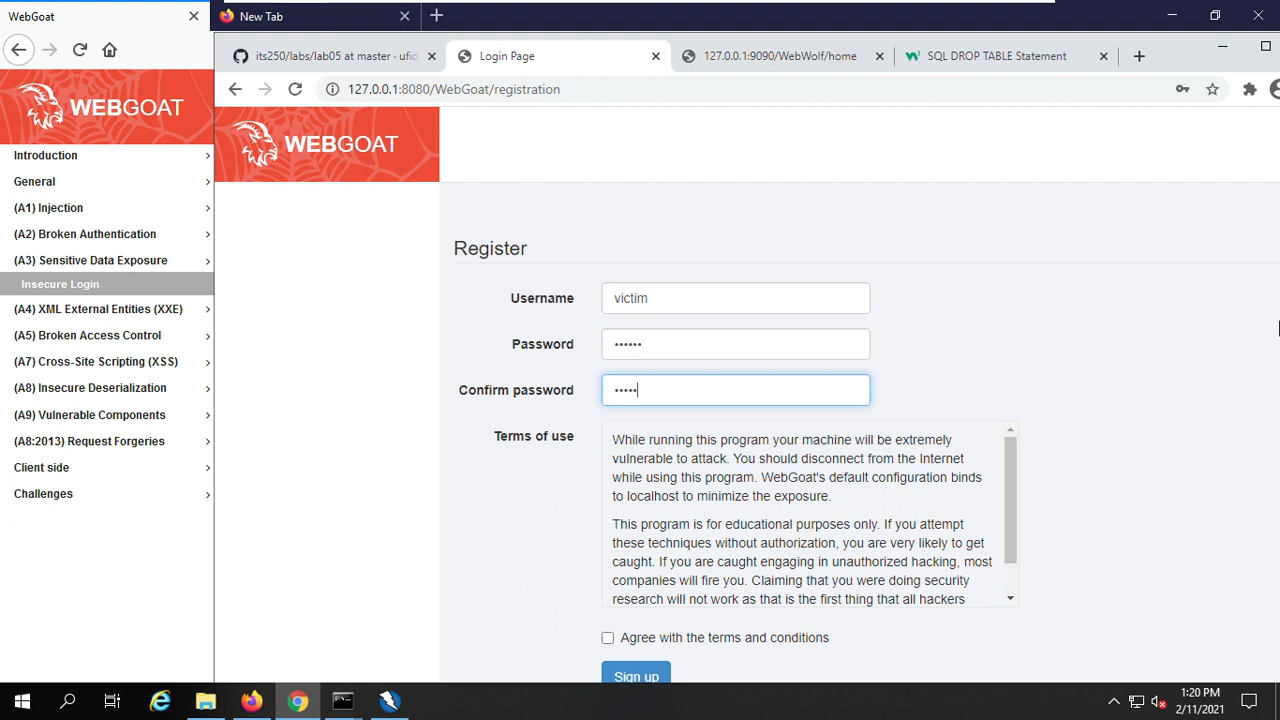 WebGoat
New Tab
its250/labs/lab05 at master · ufid
Login Page
127.0.0.1:9090/WebWolf/home
SQL DROP TABLE Statement
127.0.0.1:8080/WebGoat/registration
WEBGOAT
WEBGOAT
Introduction
General
(A1) Injection
(A2) Broken Authentication
(A3) Sensitive Data Exposure
Insecure Login
(A4) XML External Entities (XXE)
(A5) Broken Access Control
(A7) Cross-Site Scripting (XSS)
(A8) Insecure Deserialization
(A9) Vulnerable Components
(A8:2013) Request Forgeries
Client side
Challenges
Register
Username
victim
Password
••••••
Confirm password
•••••
Terms of use
While running this program your machine will be extremely
vulnerable to attack. You should disconnect from the Internet
while using this program. WebGoat's default configuration binds
to localhost to minimize the exposure.
This program is for educational purposes only. If you attempt
these techniques without authorization, you are very likely to get
caught. If you are caught engaging in unauthorized hacking, most
companies will fire you. Claiming that you were doing security
research will not work as that is the first thing that all hackers
Agree with the terms and conditions
Sign up
1:20 PM
2/11/2021